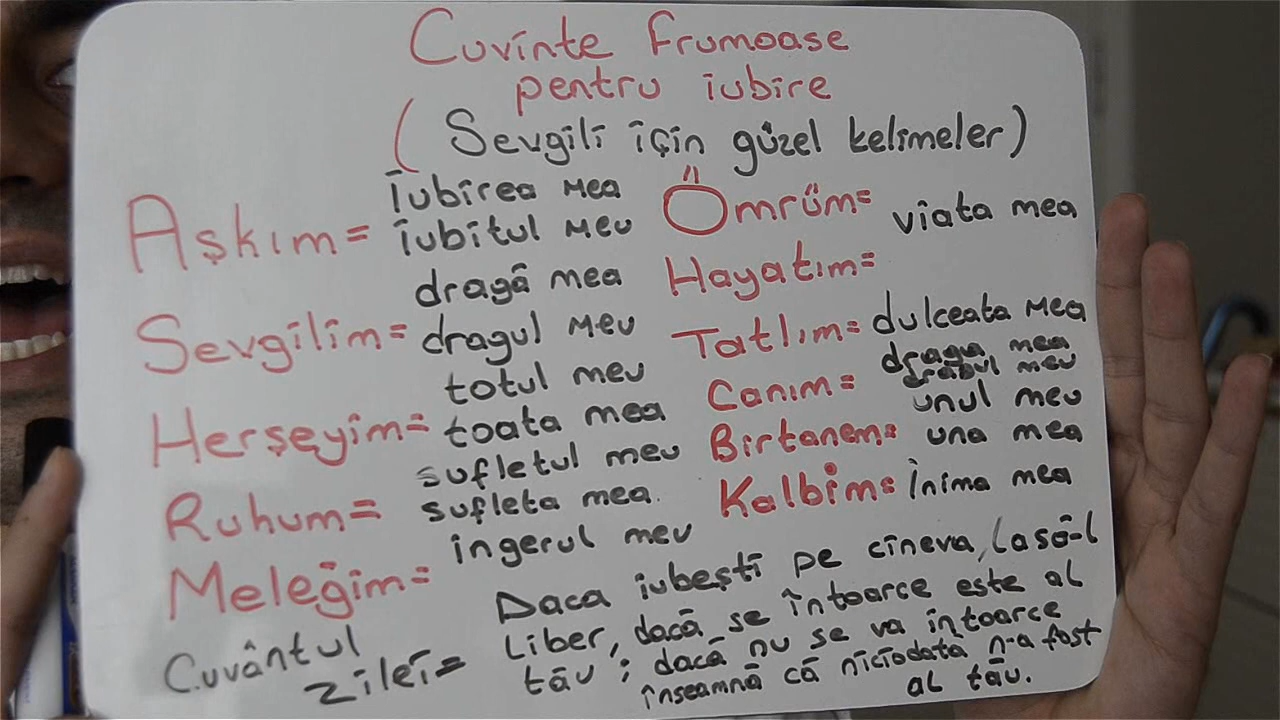 Cuvinte frumoase
pentru iubire
(Sevgili için güzel kelimeler)
Aşkım= iubirea mea
iubitul meu
Sevgilim= dragă mea
dragul meu
Herşeyim= totul meu
toata mea
Ruhum= sufletul meu
sufleta mea.
Meleğim= ingerul meu
Ömrüm= viata mea
Hayatım=
Tatlım= dulceata mea
Canım= draga mea
meu
Birtanem= unul meu
una mea
Kalbim= Înima mea
Cuvântul
zilei= Daca iubeşti pe cineva, lasă-l
liber, dacă se întoarce este al
tău; dacă nu se va intoarce
înseamnă că niciodata n-a fost
al tău.